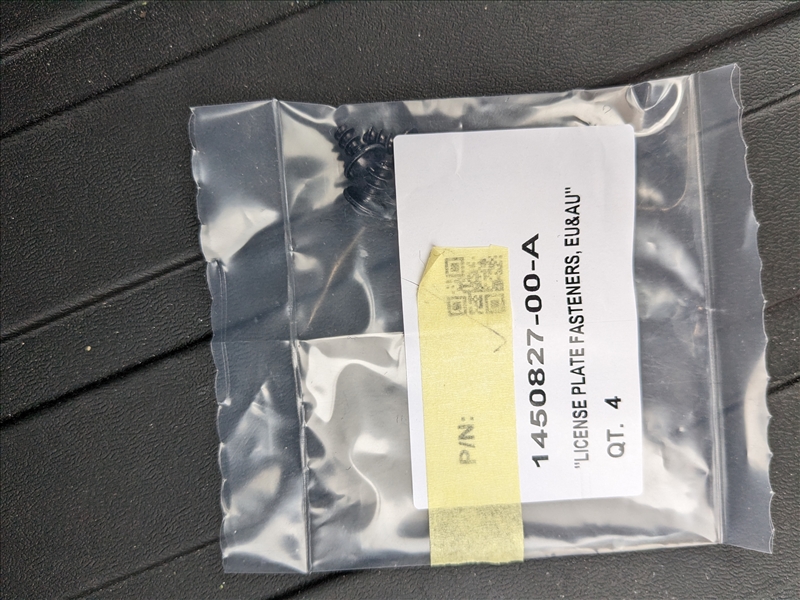 P/N:
1450827-00-A
"LICENSE PLATE FASTENERS, EU&AU"
QT. 4